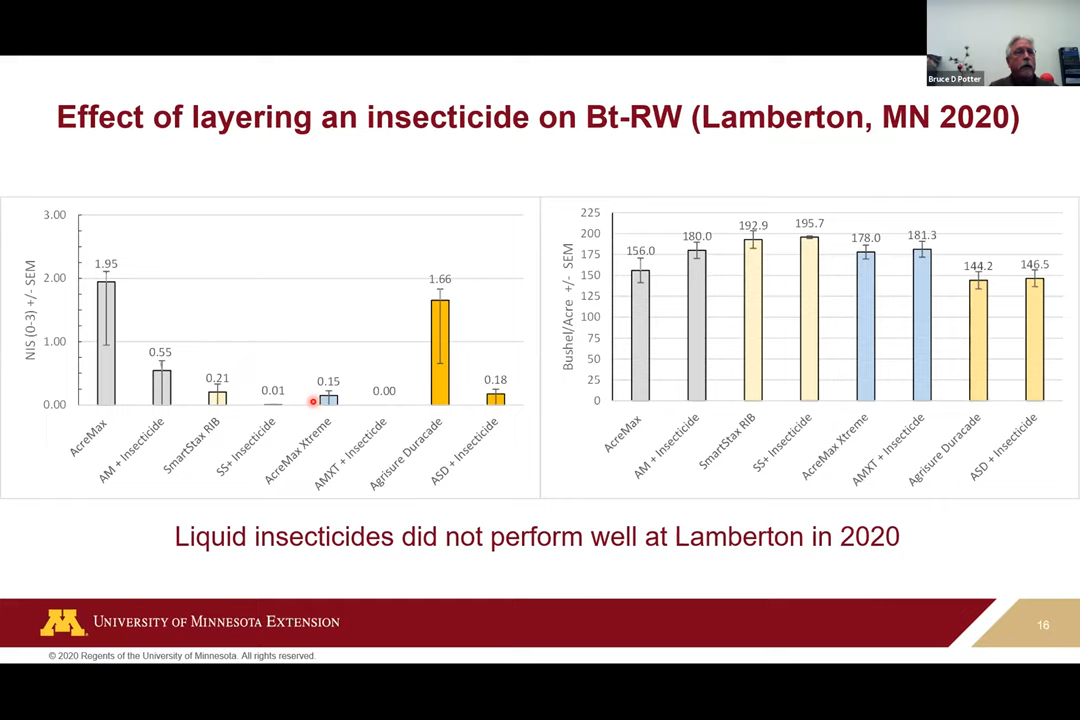 Bruce D Potter
Effect of layering an insecticide on Bt-RW (Lamberton, MN 2020)
NIS (0-3) +/- SEM
3.00
2.00
1.00
0.00
1.95
0.55
0.21
0.01
0.15
0.00
1.66
0.18
AcreMax
AM + Insecticide
SmartStax RIB
SS+ Insecticide
AcreMax Xtreme
AMXT + Insecticde
Agrisure Duracade
ASD + Insecticide
Bushel/Acre +/- SEM
225
200
175
150
125
100
75
50
25
0
156.0
180.0
192.9
195.7
178.0
181.3
144.2
146.5
AcreMax
AM + Insecticide
SmartStax RIB
SS+ Insecticide
AcreMax Xtreme
AMXT + Insecticde
Agrisure Duracade
ASD + Insecticide
Liquid insecticides did not perform well at Lamberton in 2020
M UNIVERSITY OF MINNESOTA EXTENSION
16
© 2020 Regents of the University of Minnesota. All rights reserved.